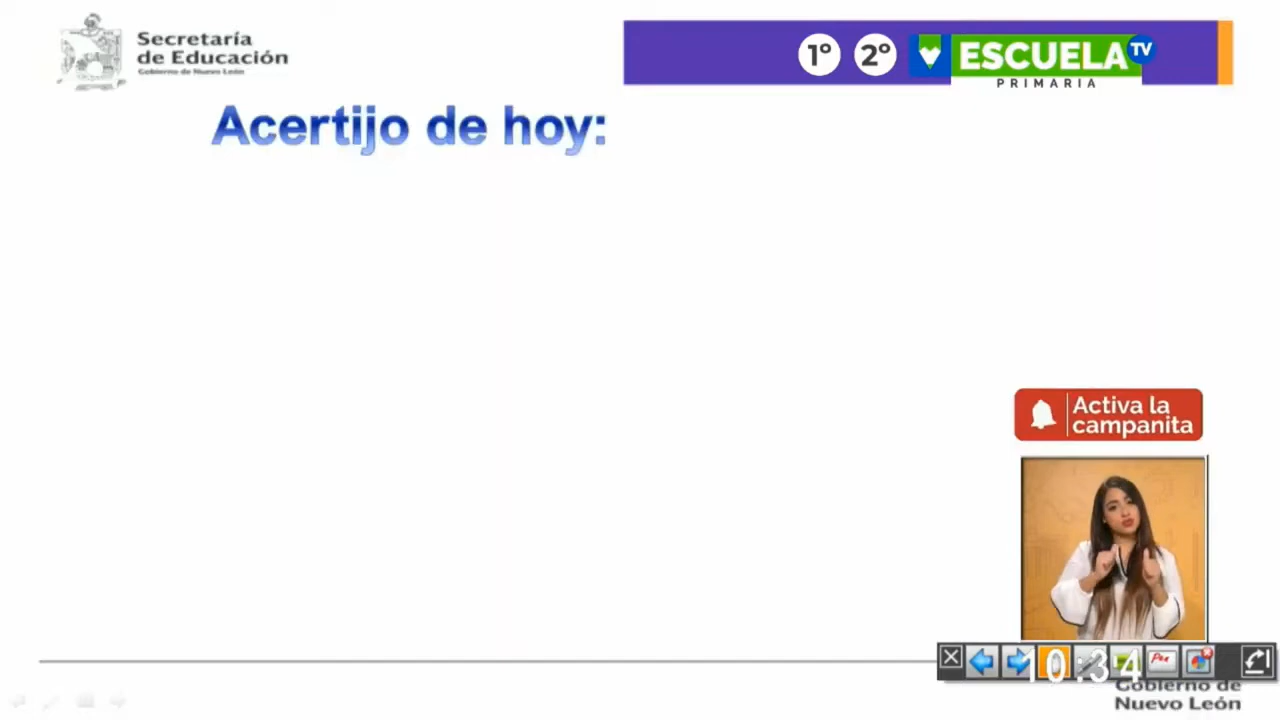 Secretaría
de Educación
Gobierno de Nuevo León
1° 2° ESCUELA TV
PRIMARIA
Acertijo de hoy:
Activa la
campanita
10:34
Gobierno de
Nuevo León